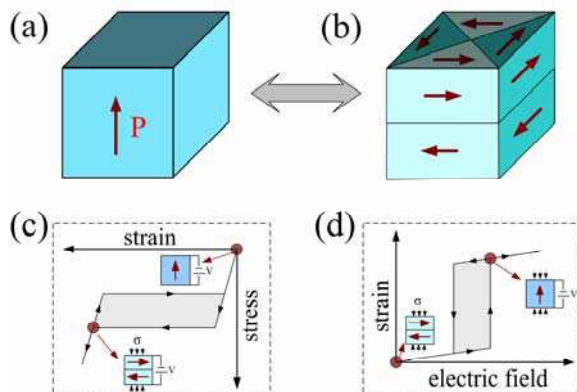 (a)
(b)
P
(c)
(d)
strain
V
stress
σ
V
strain
σ
V
V
electric field